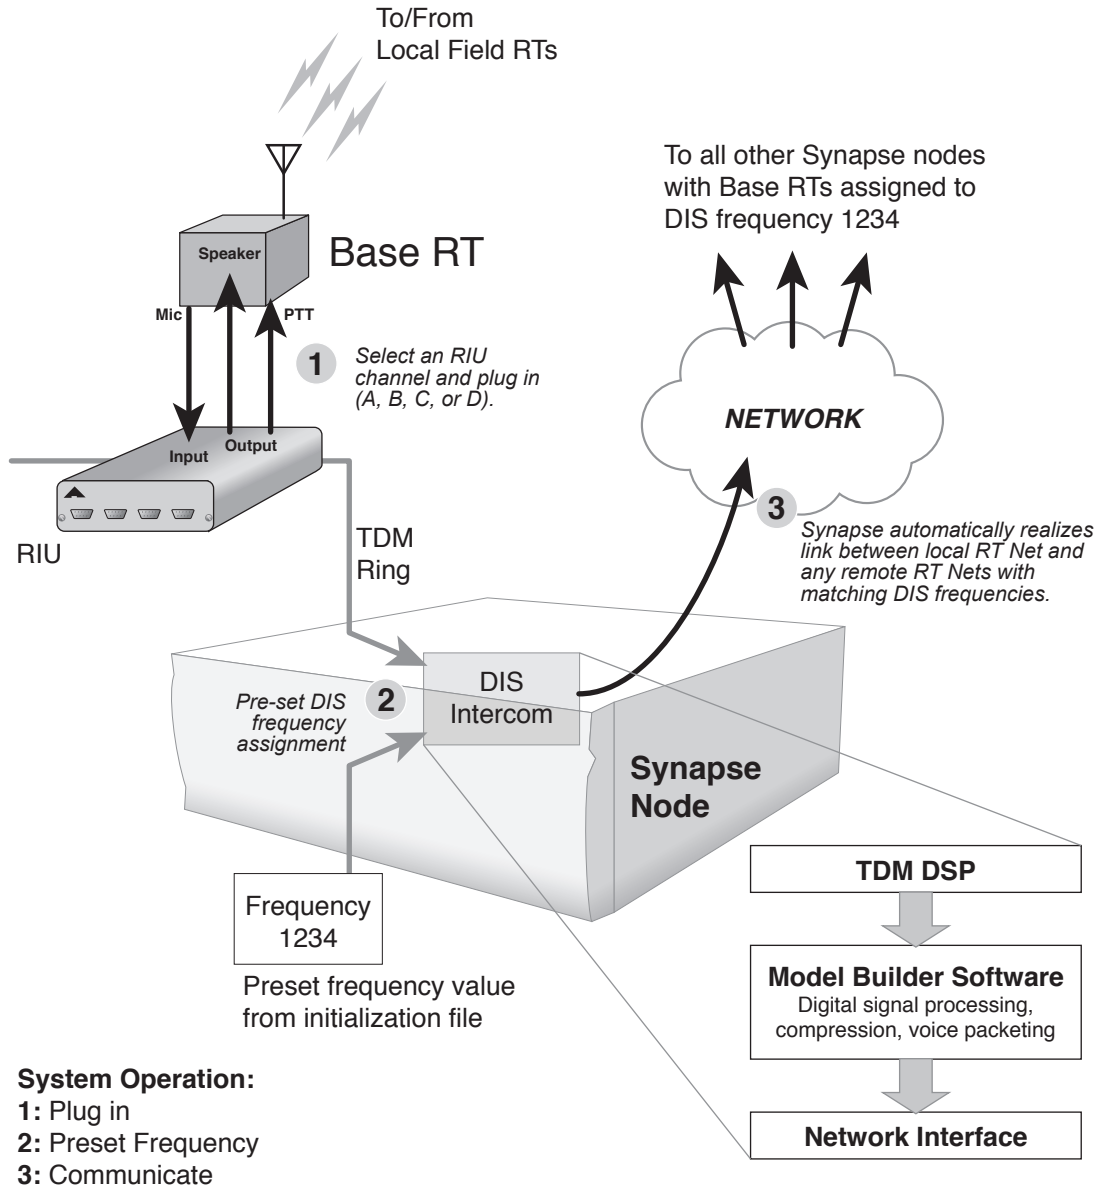 To/From
Local Field RTs
To all other Synapse nodes
with Base RTs assigned to
DIS frequency 1234
Speaker
Base RT
Mic
PTT
1
Select an RIU
channel and plug in
(A, B, C, or D).
NETWORK
Input
Output
RIU
TDM
Ring
3
Synapse automatically realizes
link between local RT Net and
any remote RT Nets with
matching DIS frequencies.
DIS
Intercom
2
Pre-set DIS
frequency
assignment
Synapse
Node
Frequency
1234
Preset frequency value
from initialization file
TDM DSP
Model Builder Software
Digital signal processing,
compression, voice packeting
Network Interface
System Operation:
1: Plug in
2: Preset Frequency
3: Communicate